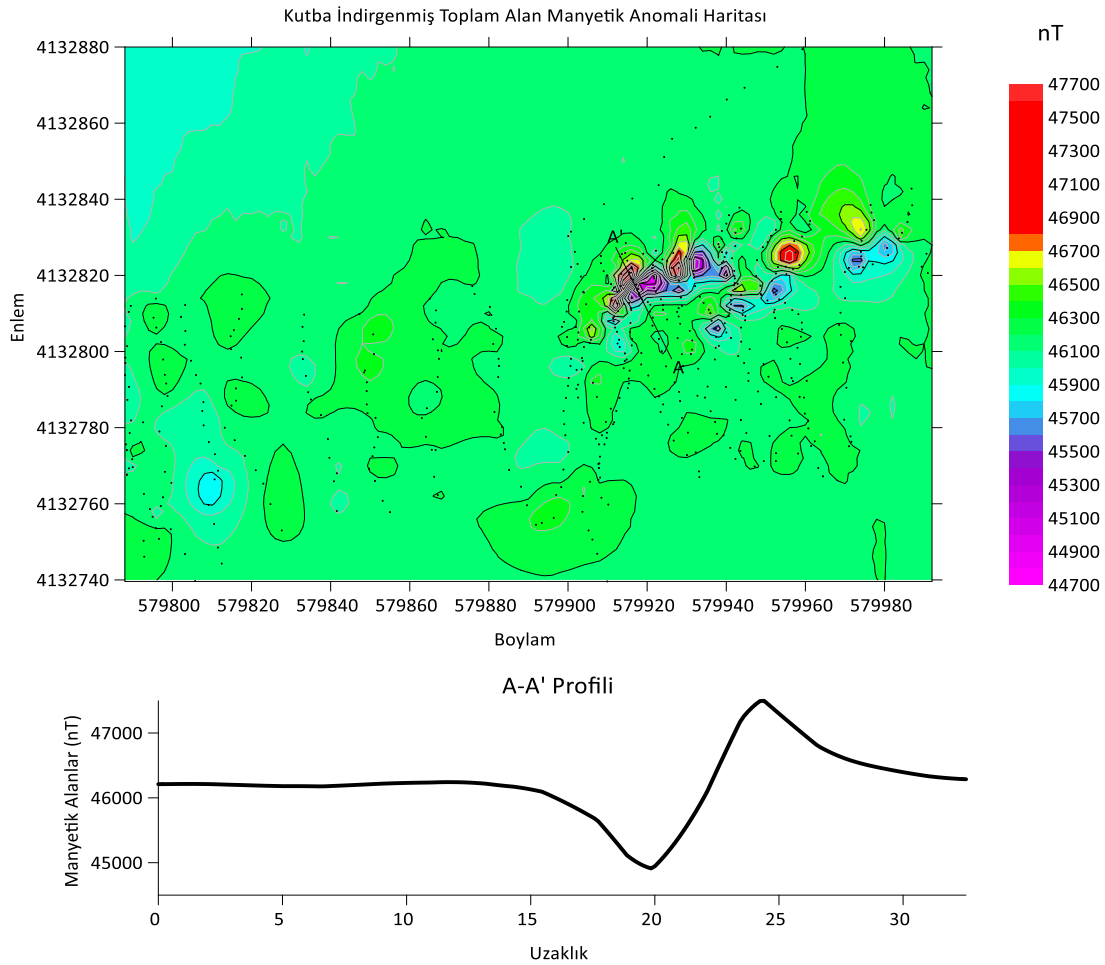 Kutba İndirgenmiş Toplam Alan Manyetik Anomali Haritası
nT
4132880
4132860
4132840
4132820
4132800
4132780
4132760
4132740
Enlem
A'
A
579800 579820 579840 579860 579880 579900 579920 579940 579960 579980
Boylam
47700
47500
47300
47100
46900
46700
46500
46300
46100
45900
45700
45500
45300
45100
44900
44700
A-A' Profili
Manyetik Alanlar (nT)
47000
46000
45000
0 5 10 15 20 25 30
Uzaklık